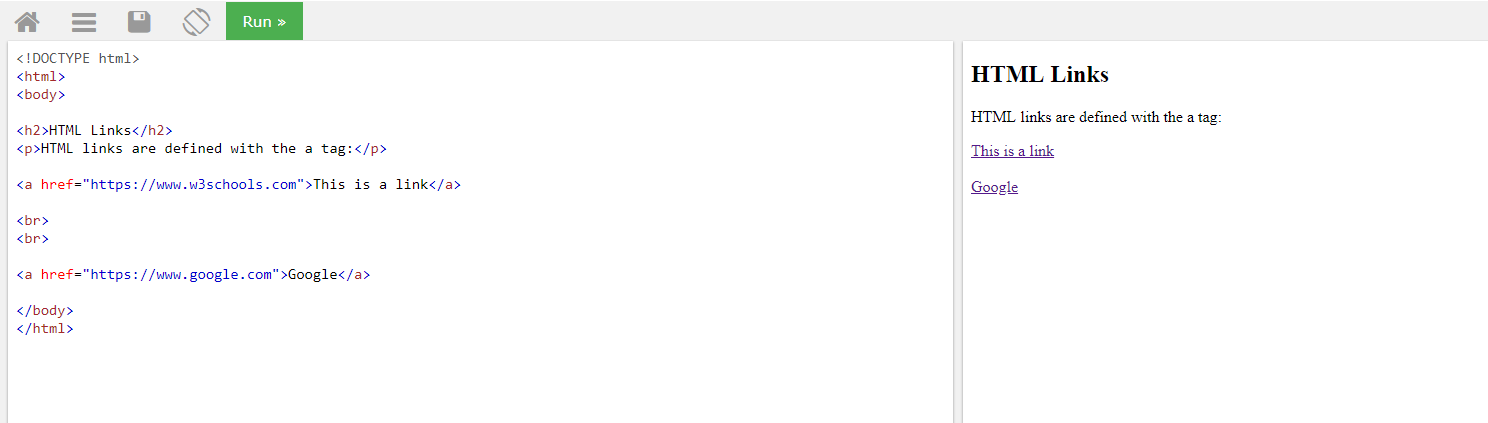 Run »
<!DOCTYPE html>
<html>
<body>
<h2>HTML Links</h2>
<p>HTML links are defined with the a tag:</p>
<a href="https://www.w3schools.com">This is a link</a>
<br>
<br>
<a href="https://www.google.com">Google</a>
</body>
</html>
HTML Links
HTML links are defined with the a tag:
This is a link
Google